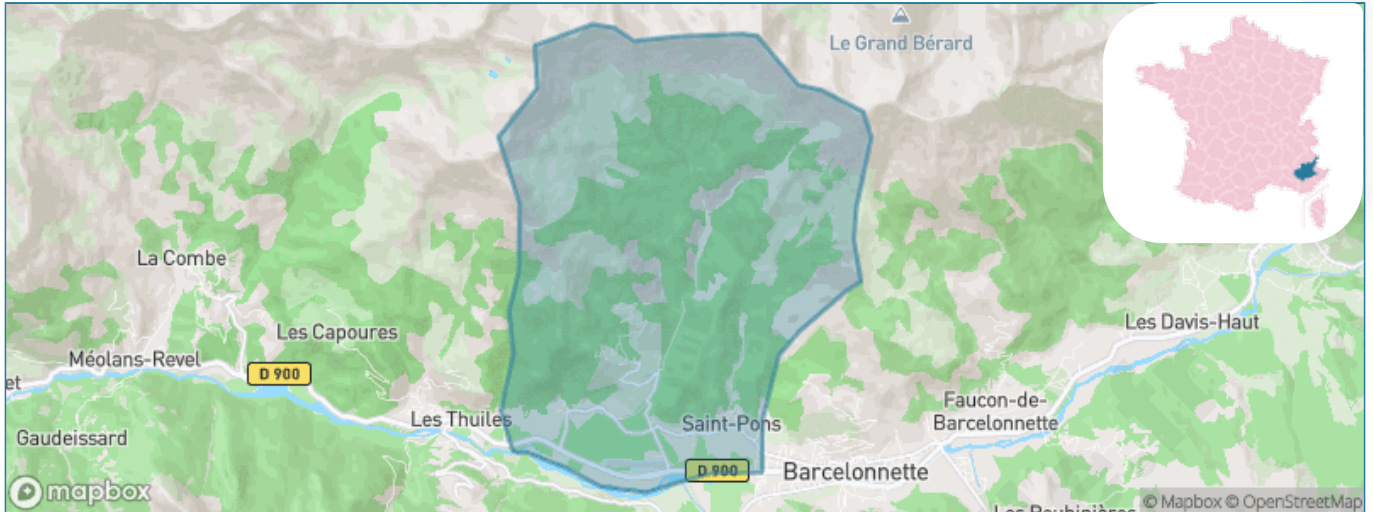 Le Grand Bérard
La Combe
Les Capoures
Les Davis-Haut
Méolans-Revel
D 900
et
Les Thuiles
Saint-Pons
Faucon-de-
Barcelonnette
Gaudeissard
D 900
Barcelonnette
mapbox
© Mapbox © OpenStreetMap